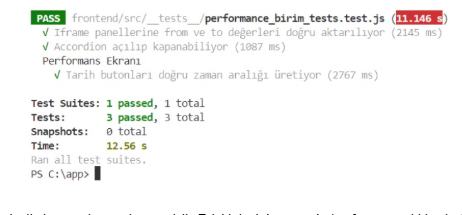 PASS frontend/src/__tests__/performance_birim_tests.test.js (11.146 s)
√ Iframe panellerine from ve to değerleri doğru aktarılıyor (2145 ms)
√ Accordion açılıp kapanabiliyor (1087 ms)
Performans Ekranı
√ Tarih butonları doğru zaman aralığı üretiyor (2767 ms)
Test Suites: 1 passed, 1 total
Tests: 3 passed, 3 total
Snapshots: 0 total
Time: 12.56 s
Ran all test suites.
PS C:\app>